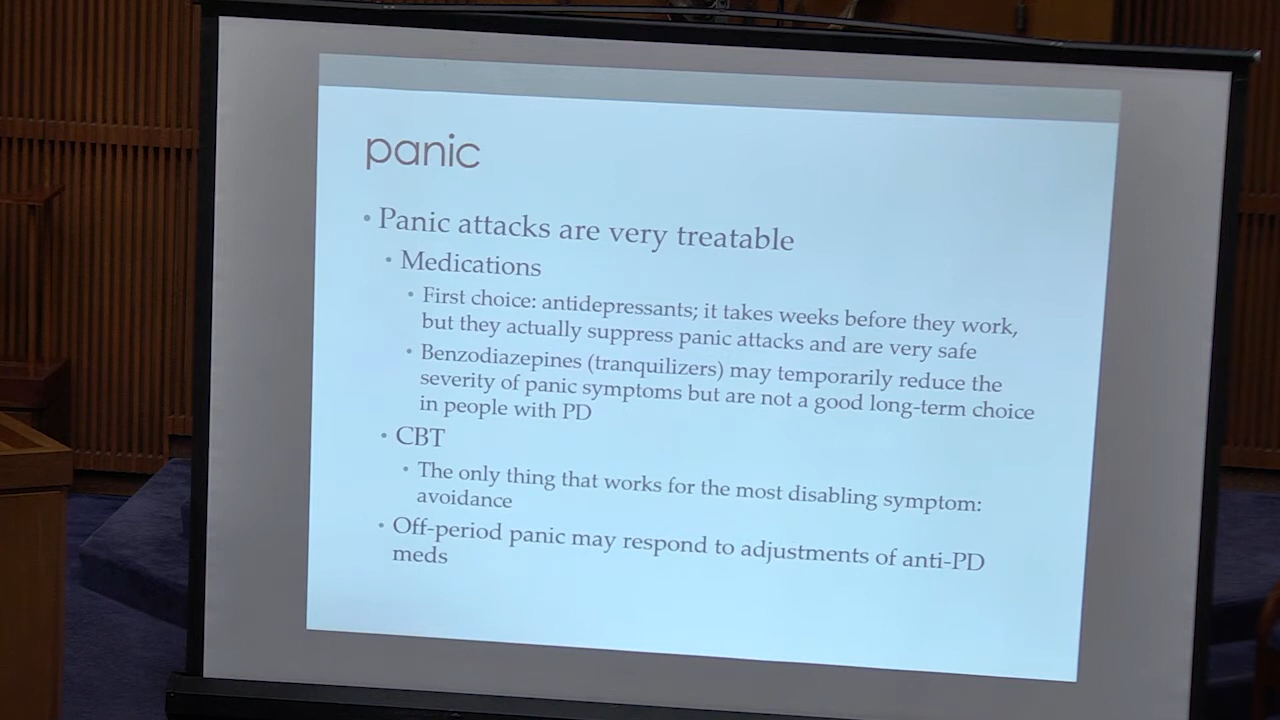 panic
• Panic attacks are very treatable
• Medications
• First choice: antidepressants; it takes weeks before they work,
but they actually suppress panic attacks and are very safe
• Benzodiazepines (tranquilizers) may temporarily reduce the
severity of panic symptoms but are not a good long-term choice
in people with PD
• CBT
• The only thing that works for the most disabling symptom:
avoidance
• Off-period panic may respond to adjustments of anti-PD
meds